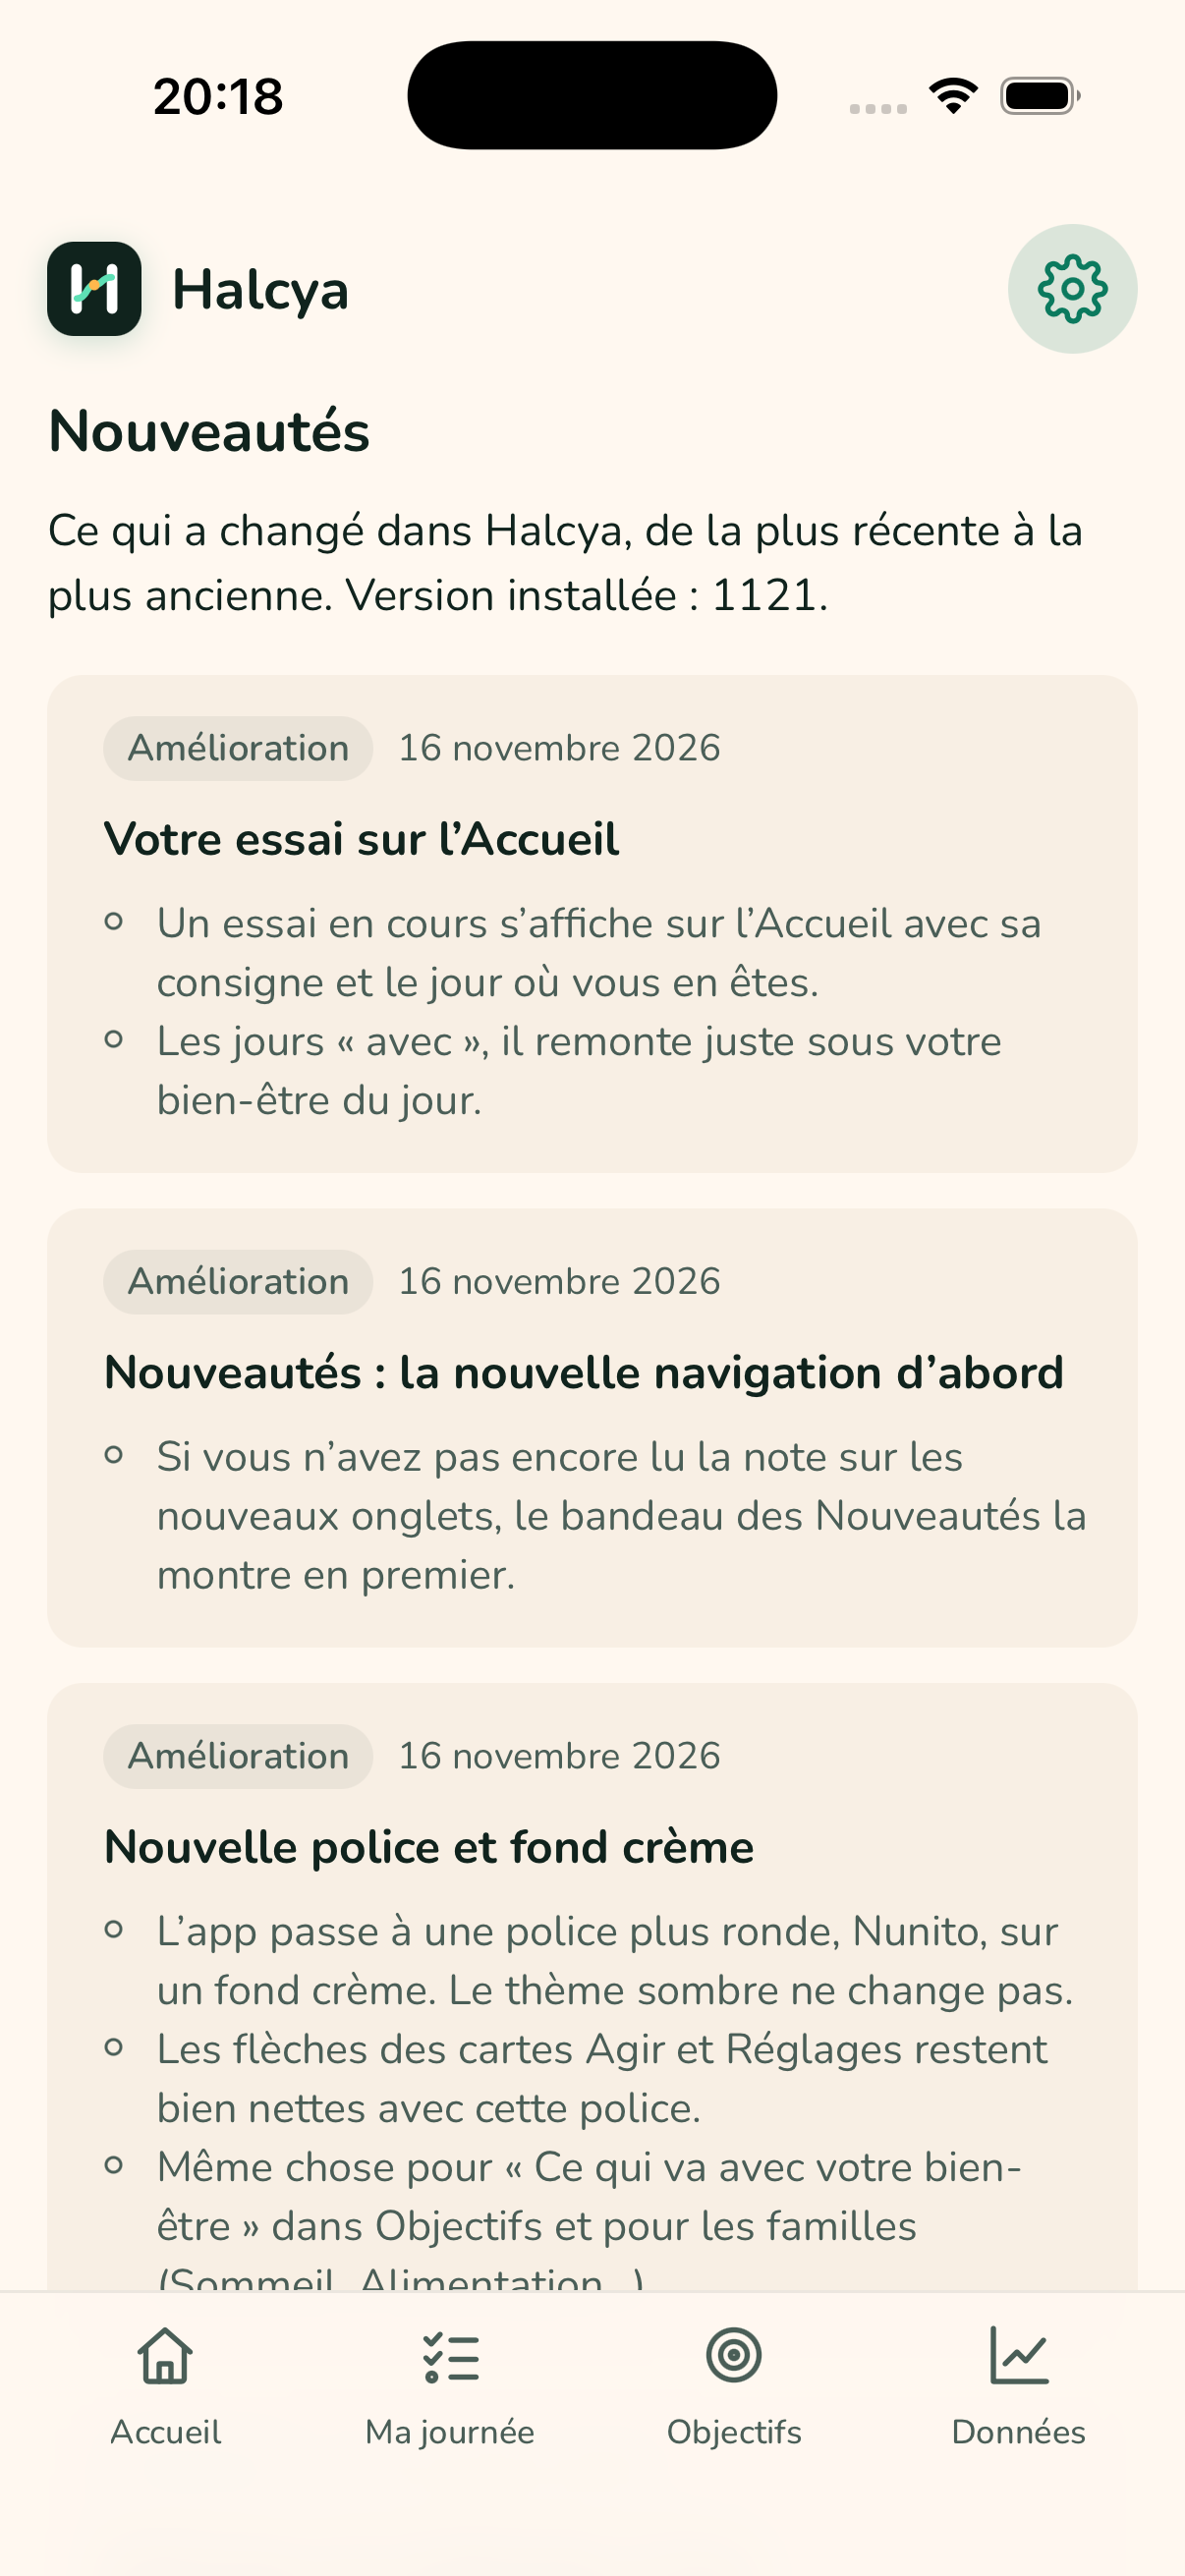 20:18
Halcya
Nouveautés
Ce qui a changé dans Halcya, de la plus récente à la
plus ancienne. Version installée : 1121.
Amélioration 16 novembre 2026
Votre essai sur l’Accueil
Un essai en cours s’affiche sur l’Accueil avec sa
consigne et le jour où vous en êtes.
Les jours « avec », il remonte juste sous votre
bien-être du jour.
Amélioration 16 novembre 2026
Nouveautés : la nouvelle navigation d’abord
Si vous n’avez pas encore lu la note sur les
nouveaux onglets, le bandeau des Nouveautés la
montre en premier.
Amélioration 16 novembre 2026
Nouvelle police et fond crème
L’app passe à une police plus ronde, Nunito, sur
un fond crème. Le thème sombre ne change pas.
Les flèches des cartes Agir et Réglages restent
bien nettes avec cette police.
Même chose pour « Ce qui va avec votre bien-
être » dans Objectifs et pour les familles
(Sommeil, Alimentation…)
Accueil
Ma journée
Objectifs
Données